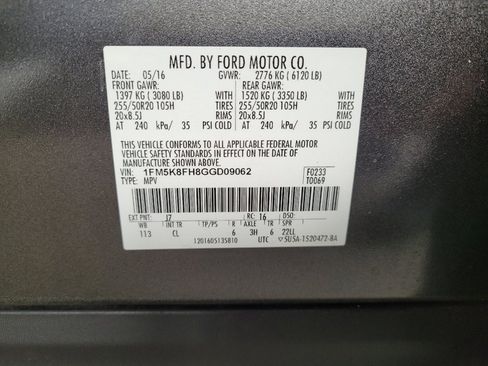 MFD. BY FORD MOTOR CO.
DATE: 05/16 GVWR: 2776 KG ( 6120 LB)
FRONT GAWR: REAR GAWR:
1397 KG ( 3080 LB) 1520 KG ( 3350 LB)
255/50R20 105H TIRES 255/50R20 105H TIRES
20x8.5J RIMS 20x8.5J RIMS
AT 240 kPa/ 35 PSI COLD AT 240 kPa/ 35 PSI COLD
THIS VEHICLE CONFORMS TO ALL APPLICABLE FEDERAL MOTOR
VEHICLE SAFETY STANDARDS IN EFFECT ON THE DATE OF
MANUFACTURE SHOWN ABOVE.
VIN: 1FM5K8FH8GGD09062 F0233
TYPE: MPV T0069
EXT PNT: J7 RC: 16 DSO:
WB INT TR TP/PS R AXLE TR SPR
113 CL 6 3H 6 22LL
1201605135810 UTC 5U5A-1520472-BA